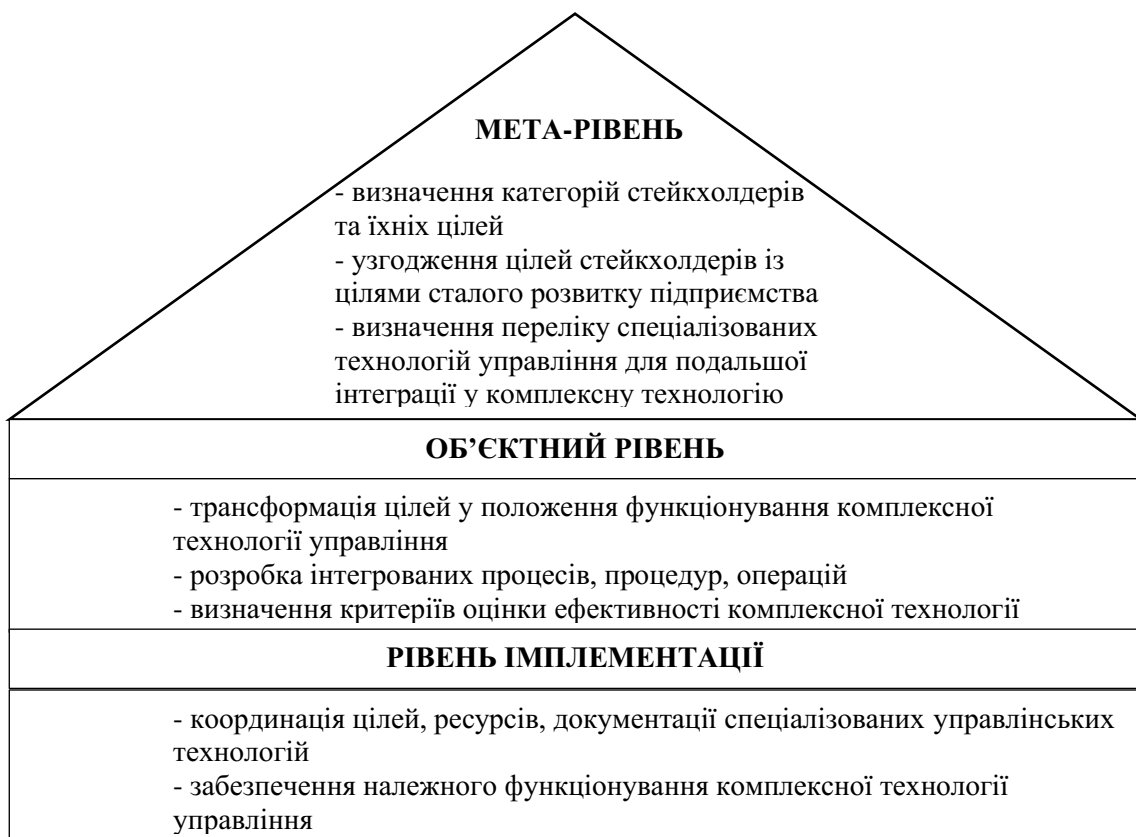 МЕТА-РІВЕНЬ
- визначення категорій стейкхолдерів
та їхніх цілей
- узгодження цілей стейкхолдерів із
цілями сталого розвитку підприємства
- визначення переліку спеціалізованих
технологій управління для подальшої
інтеграції у комплексну технологію
ОБ’ЄКТНИЙ РІВЕНЬ
- трансформація цілей у положення функціонування комплексної
технології управління
- розробка інтегрованих процесів, процедур, операцій
- визначення критеріїв оцінки ефективності комплексної технології
РІВЕНЬ ІМПЛЕМЕНТАЦІЇ
- координація цілей, ресурсів, документації спеціалізованих управлінських
технологій
- забезпечення належного функціонування комплексної технології
управління